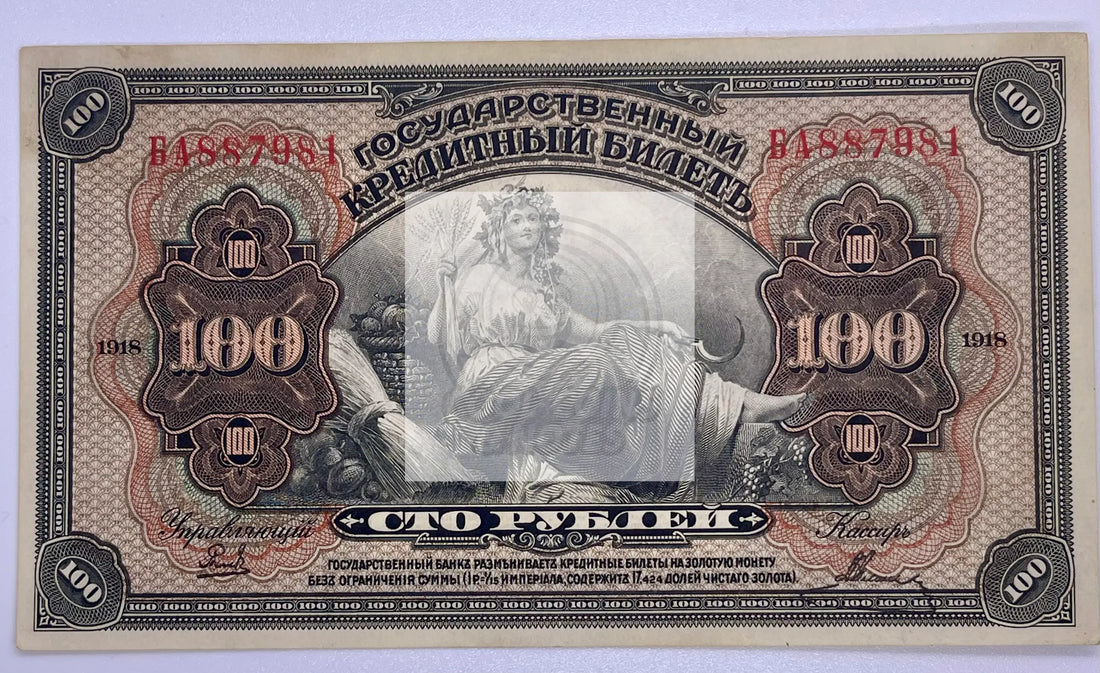 100 100
БА887981 БА887981
ГОСУДАРСТВЕННЫЙ
КРЕДИТНЫЙ БИЛЕТЪ
100 100
100 100
1918 1918
100 100
СТО РУБЛЕЙ
Управляющий Кассиръ
ГОСУДАРСТВЕННЫЙ БАНКЪ РАЗМѢНИВАЕТЪ КРЕДИТНЫЕ БИЛЕТЫ НА ЗОЛОТУЮ МОНЕТУ
БЕЗЪ ОГРАНИЧЕНІЯ СУММЫ (1 Р.=1/15 ИМПЕРІАЛА, СОДЕРЖИТЪ 17,424 ДОЛЕЙ ЧИСТАГО ЗОЛОТА).
100 100